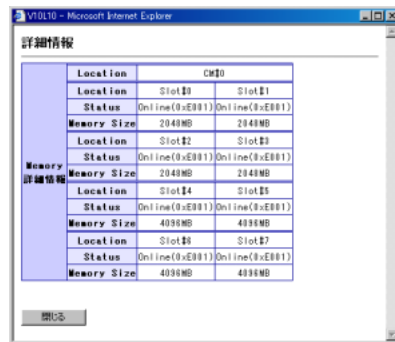 V10L10 - Microsoft Internet Explorer
詳細情報
Memory 詳細情報
Location CM#0
Location Slot#0 Slot#1
Status Online(0xE001) Online(0xE001)
Memory Size 2048MB 2048MB
Location Slot#2 Slot#3
Status Online(0xE001) Online(0xE001)
Memory Size 2048MB 2048MB
Location Slot#4 Slot#5
Status Online(0xE001) Online(0xE001)
Memory Size 4096MB 4096MB
Location Slot#6 Slot#7
Status Online(0xE001) Online(0xE001)
Memory Size 4096MB 4096MB
閉じる